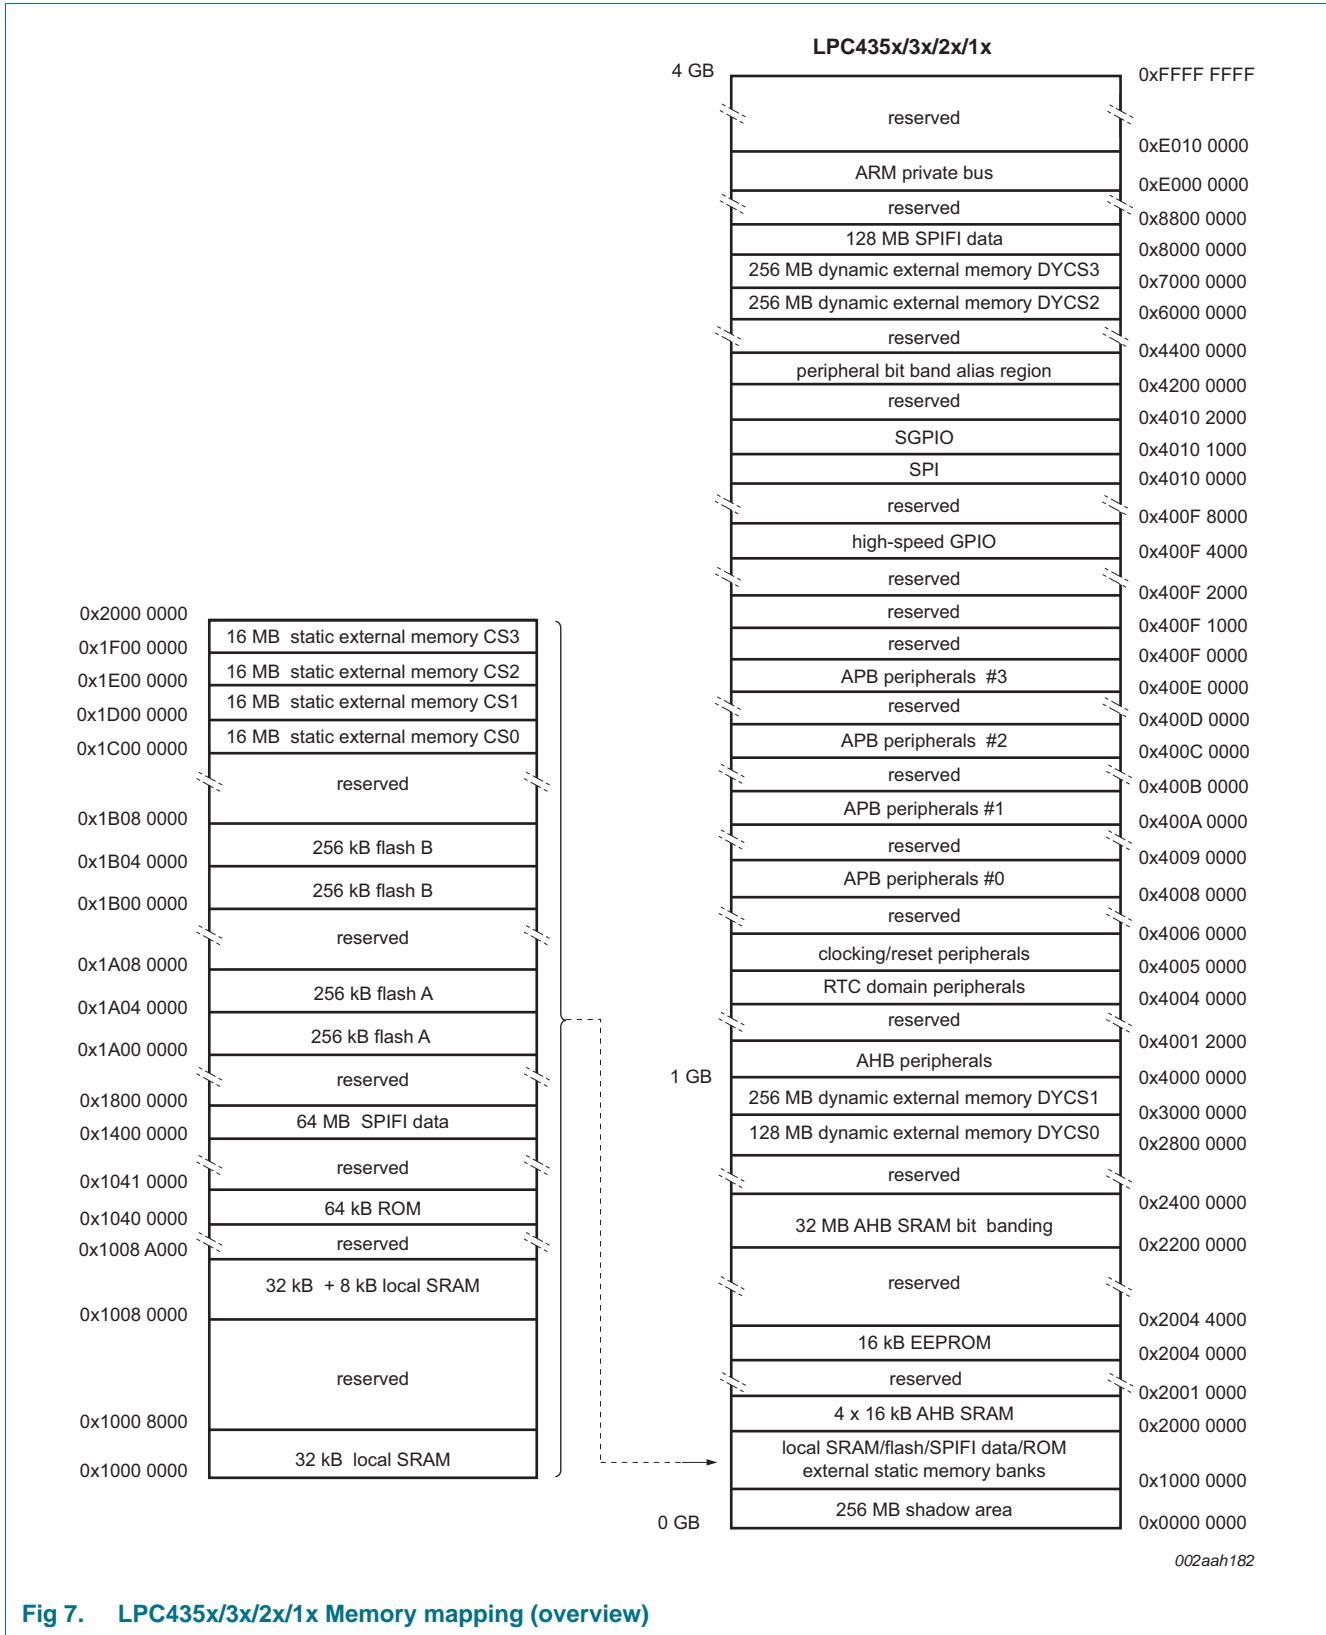 LPC435x/3x/2x/1x
4 GB
0xFFFF FFFF
reserved
0xE010 0000
ARM private bus
0xE000 0000
reserved
0x8800 0000
128 MB SPIFI data
0x8000 0000
256 MB dynamic external memory DYCS3
0x7000 0000
256 MB dynamic external memory DYCS2
0x6000 0000
reserved
0x4400 0000
peripheral bit band alias region
0x4200 0000
reserved
0x4010 2000
SGPIO
0x4010 1000
SPI
0x4010 0000
reserved
0x400F 8000
high-speed GPIO
0x400F 4000
reserved
0x400F 2000
reserved
0x400F 1000
reserved
0x400F 0000
APB peripherals #3
0x400E 0000
reserved
0x400D 0000
APB peripherals #2
0x400C 0000
reserved
0x400B 0000
APB peripherals #1
0x400A 0000
reserved
0x4009 0000
APB peripherals #0
0x4008 0000
reserved
0x4006 0000
clocking/reset peripherals
0x4005 0000
RTC domain peripherals
0x4004 0000
reserved
0x4001 2000
AHB peripherals
1 GB
0x4000 0000
256 MB dynamic external memory DYCS1
0x3000 0000
128 MB dynamic external memory DYCS0
0x2800 0000
reserved
0x2400 0000
32 MB AHB SRAM bit banding
0x2200 0000
reserved
0x2004 4000
16 kB EEPROM
0x2004 0000
reserved
0x2001 0000
4 x 16 kB AHB SRAM
0x2000 0000
local SRAM/flash/SPIFI data/ROM
external static memory banks
0x1000 0000
256 MB shadow area
0 GB
0x0000 0000
0x2000 0000
16 MB static external memory CS3
0x1F00 0000
16 MB static external memory CS2
0x1E00 0000
16 MB static external memory CS1
0x1D00 0000
16 MB static external memory CS0
0x1C00 0000
reserved
0x1B08 0000
256 kB flash B
0x1B04 0000
256 kB flash B
0x1B00 0000
reserved
0x1A08 0000
256 kB flash A
0x1A04 0000
256 kB flash A
0x1A00 0000
reserved
0x1800 0000
64 MB SPIFI data
0x1400 0000
reserved
0x1041 0000
64 kB ROM
0x1040 0000
reserved
0x1008 A000
32 kB + 8 kB local SRAM
0x1008 0000
reserved
0x1000 8000
32 kB local SRAM
0x1000 0000
002aah182
Fig 7. LPC435x/3x/2x/1x Memory mapping (overview)